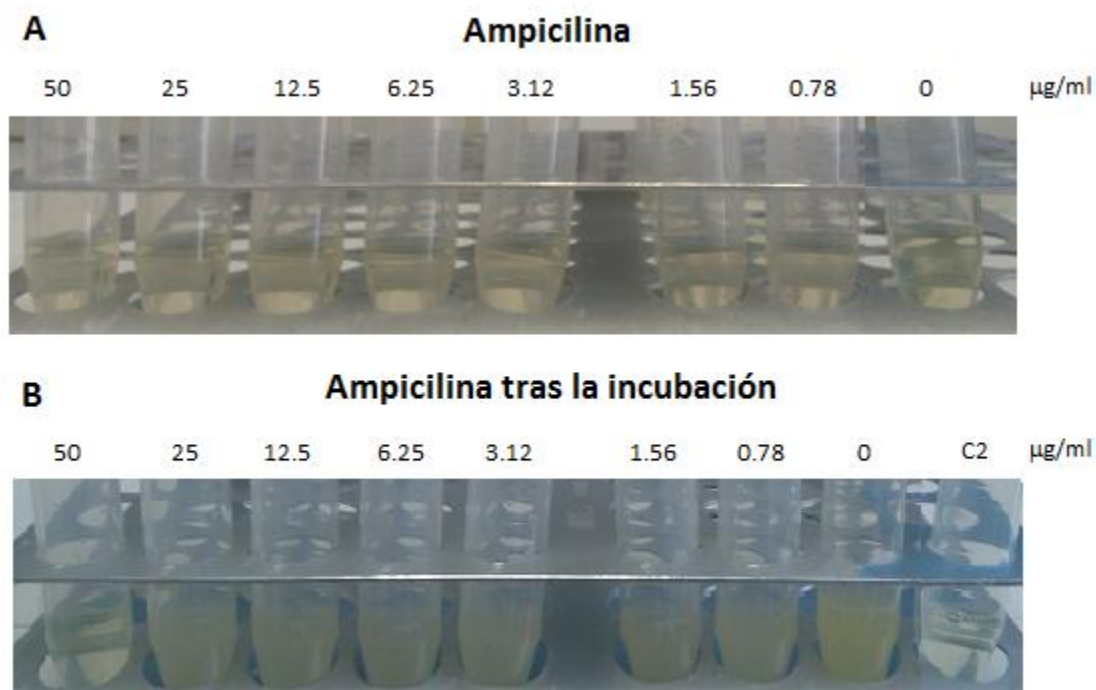 A
Ampicilina
50 25 12.5 6.25 3.12 1.56 0.78 0 µg/ml
B
Ampicilina tras la incubación
50 25 12.5 6.25 3.12 1.56 0.78 0 C2 µg/ml